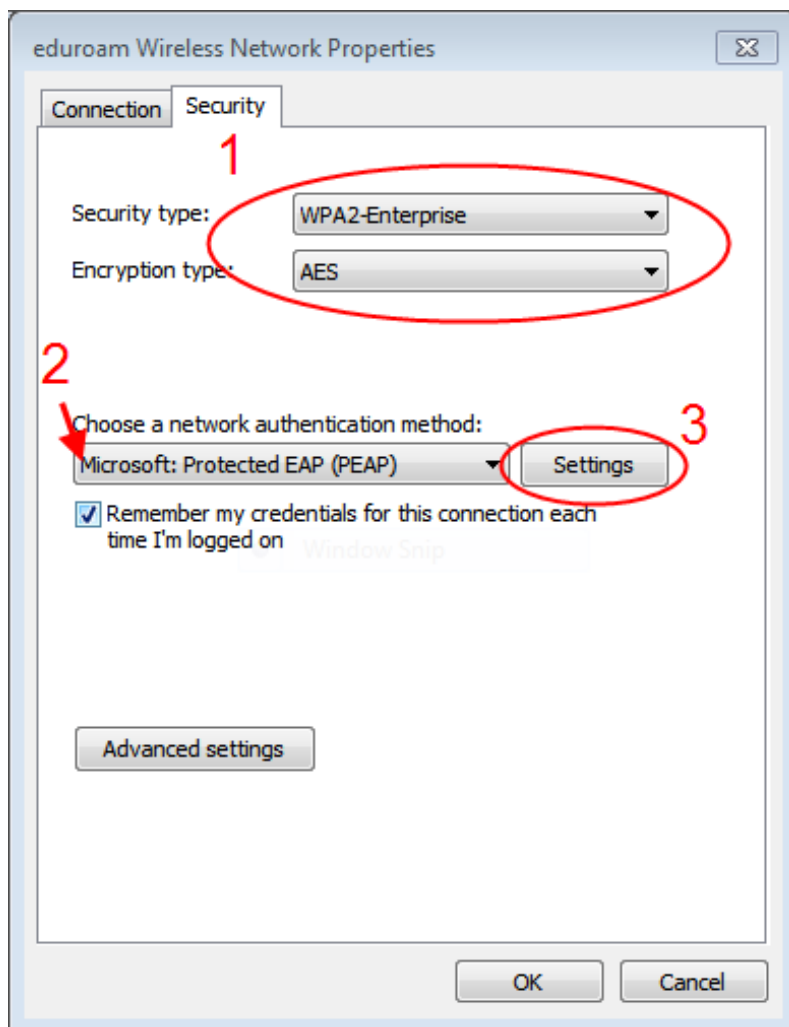 eduroam Wireless Network Properties
Connection Security
1
Security type: WPA2-Enterprise
Encryption type: AES
2
Choose a network authentication method:
3
Microsoft: Protected EAP (PEAP) Settings
Remember my credentials for this connection each
time I'm logged on
Window Snip
Advanced settings
OK Cancel